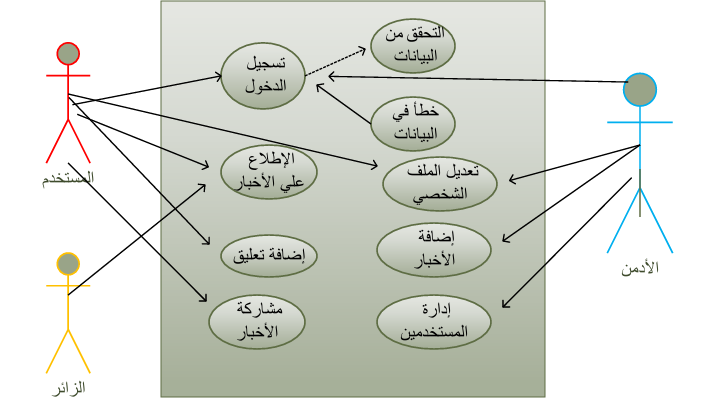 التحقق من
البيانات
تسجيل
الدخول
خطأ في
البيانات
المستخدم
الإطلاع
علي الأخبار
تعديل الملف
الشخصي
إضافة تعليق
إضافة
الأخبار
الأدمن
مشاركة
الأخبار
إدارة
المستخدمين
الزائر